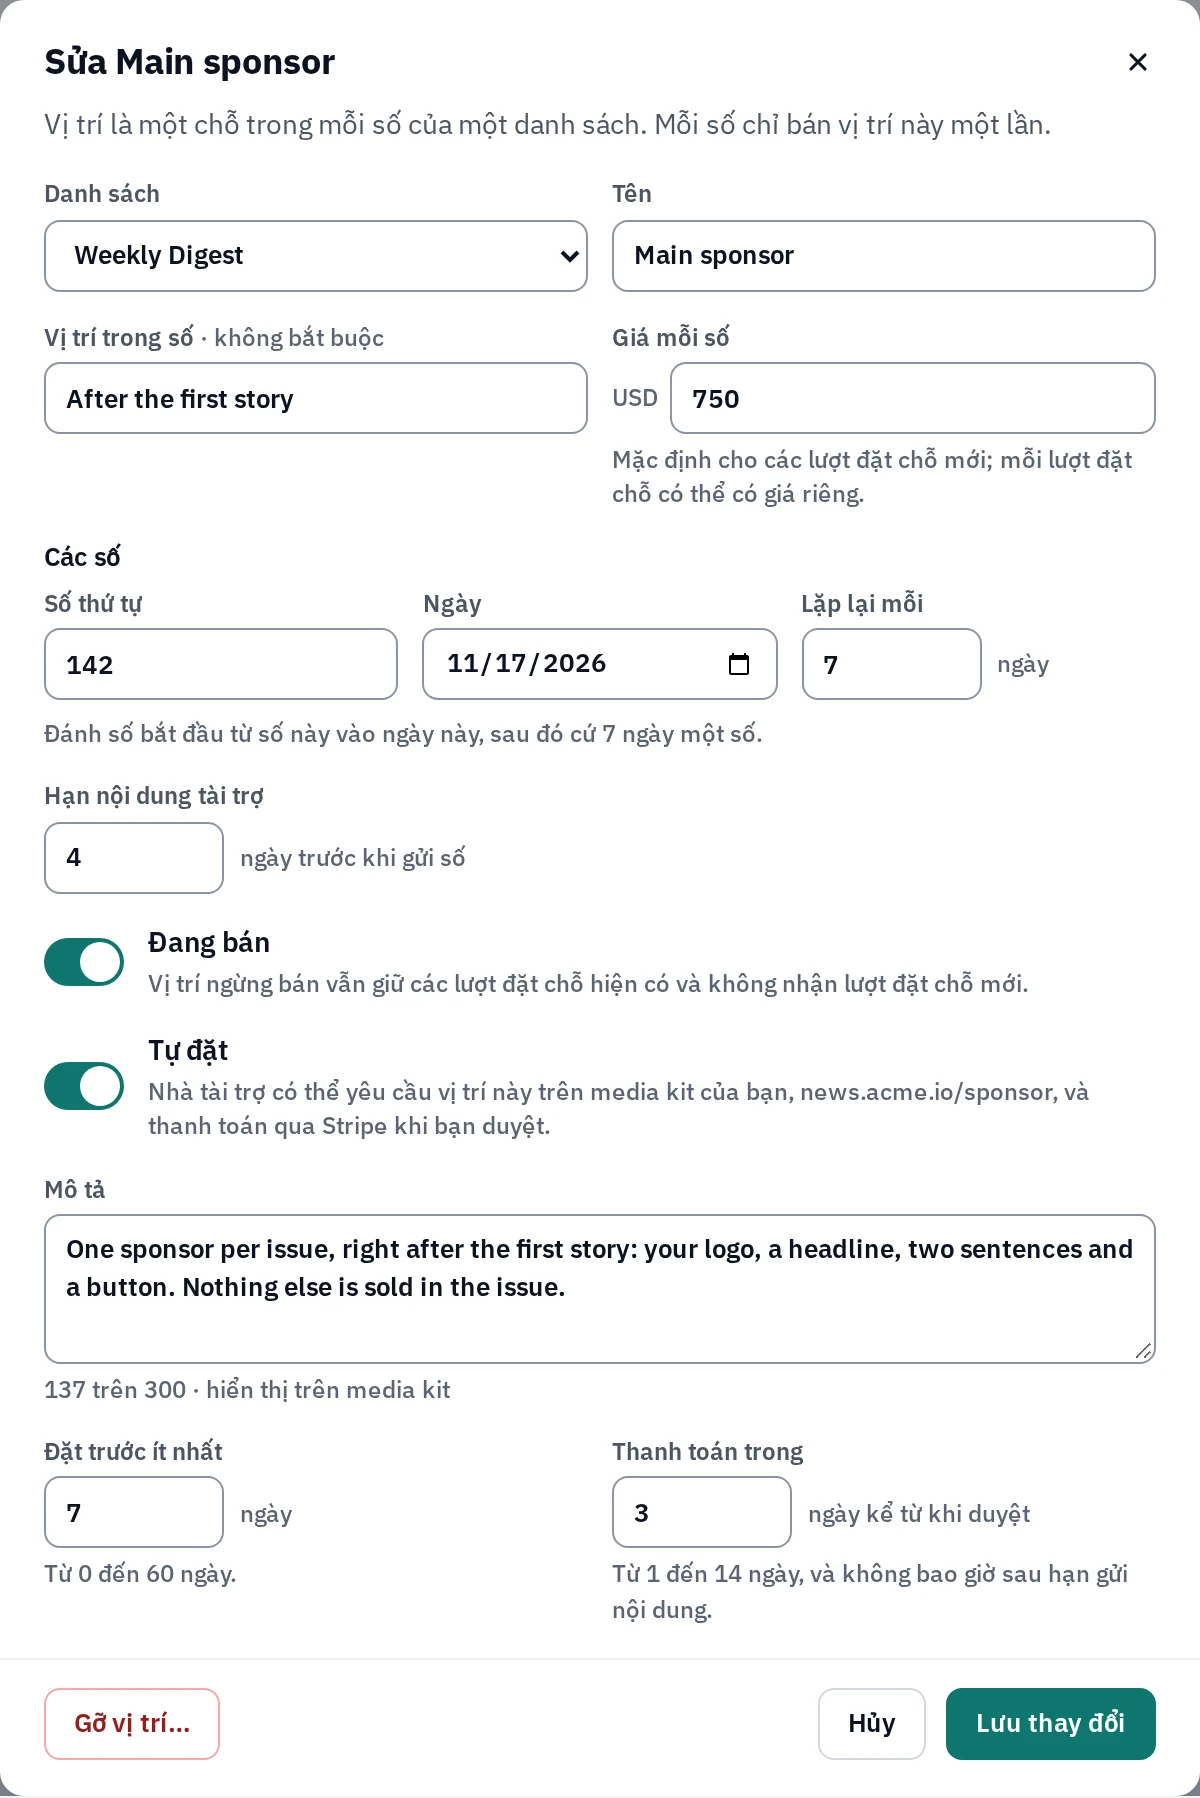 Sửa Main sponsor
Vị trí là một chỗ trong mỗi số của một danh sách. Mỗi số chỉ bán vị trí này một lần.
Danh sách
Tên
Weekly Digest
Main sponsor
Vị trí trong số · không bắt buộc
Giá mỗi số
After the first story
USD 750
Mặc định cho các lượt đặt chỗ mới; mỗi lượt đặt
chỗ có thể có giá riêng.
Các số
Số thứ tự
Ngày
Lặp lại mỗi
142
11/17/2026
7 ngày
Đánh số bắt đầu từ số này vào ngày này, sau đó cứ 7 ngày một số.
Hạn nội dung tài trợ
4 ngày trước khi gửi số
Đang bán
Vị trí ngừng bán vẫn giữ các lượt đặt chỗ hiện có và không nhận lượt đặt chỗ mới.
Tự đặt
Nhà tài trợ có thể yêu cầu vị trí này trên media kit của bạn, news.acme.io/sponsor, và
thanh toán qua Stripe khi bạn duyệt.
Mô tả
One sponsor per issue, right after the first story: your logo, a headline, two sentences and
a button. Nothing else is sold in the issue.
137 trên 300 · hiển thị trên media kit
Đặt trước ít nhất
Thanh toán trong
7 ngày
3 ngày kể từ khi duyệt
Từ 0 đến 60 ngày.
Từ 1 đến 14 ngày, và không bao giờ sau hạn gửi
nội dung.
Gỡ vị trí...
Hủy
Lưu thay đổi